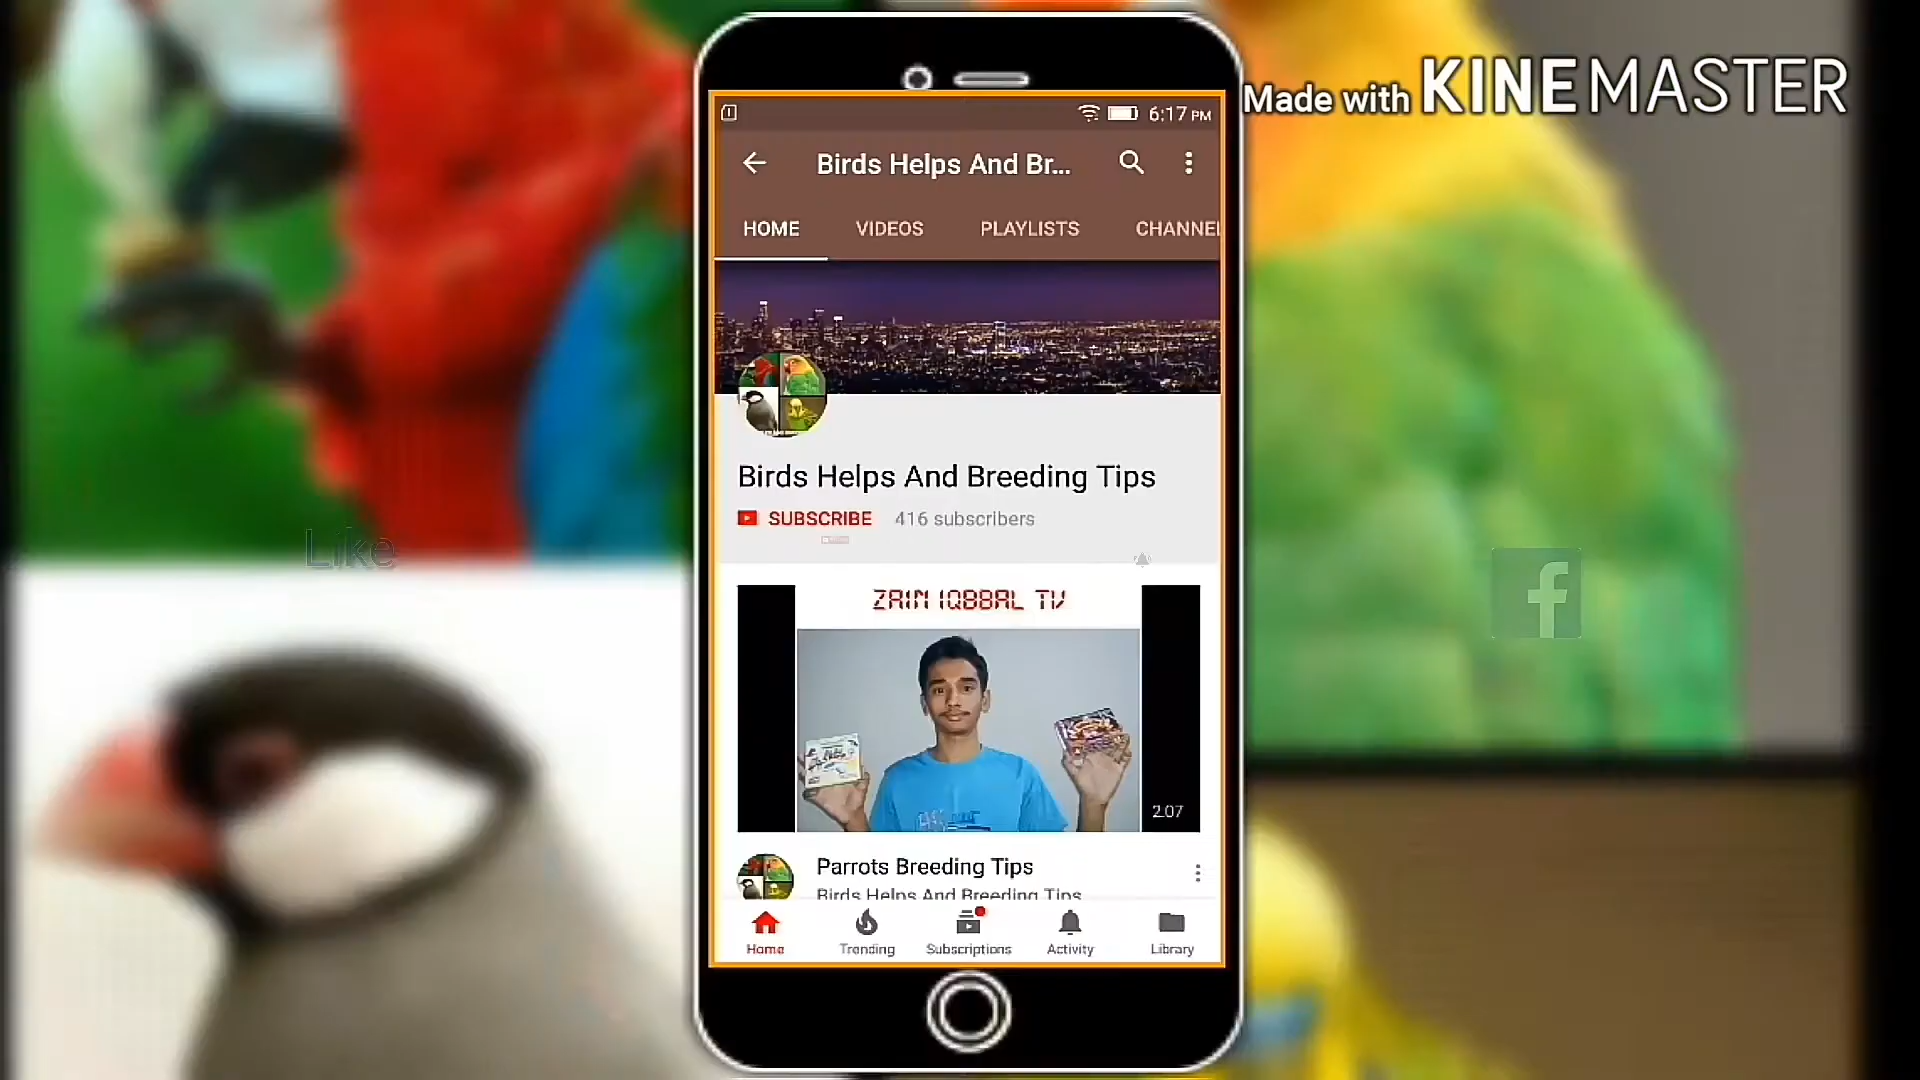 Made with KINEMASTER
6:17 PM
Birds Helps And Br...
HOME VIDEOS PLAYLISTS CHANNEL
Birds Helps And Breeding Tips
SUBSCRIBE 416 subscribers
Like
f
ZAIN IQBBAL TV
2:07
Parrots Breeding Tips
Birds Helps And Breeding Tips
Home Trending Subscriptions Activity Library